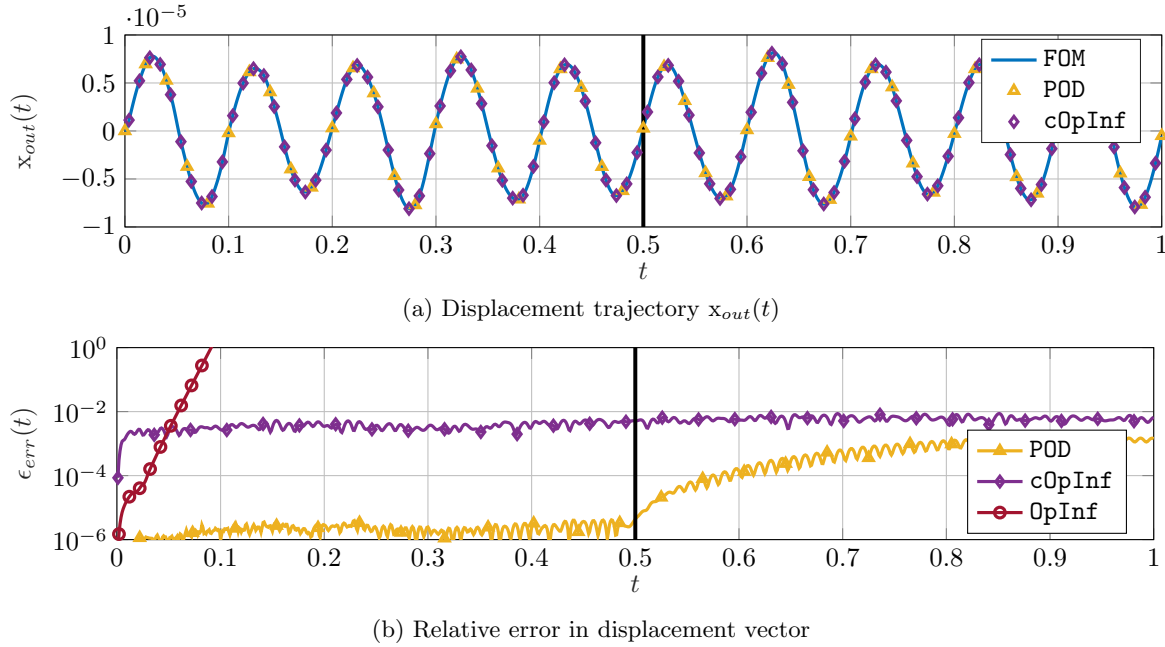 ·10⁻⁵
1
0.5
0
−0.5
−1
x_out(t)
0 0.1 0.2 0.3 0.4 0.5 0.6 0.7 0.8 0.9 1
t
FOM
POD
cOpInf
(a) Displacement trajectory x_out(t)
10⁰
10⁻²
10⁻⁴
10⁻⁶
ϵ_err(t)
0 0.1 0.2 0.3 0.4 0.5 0.6 0.7 0.8 0.9 1
t
POD
cOpInf
OpInf
(b) Relative error in displacement vector